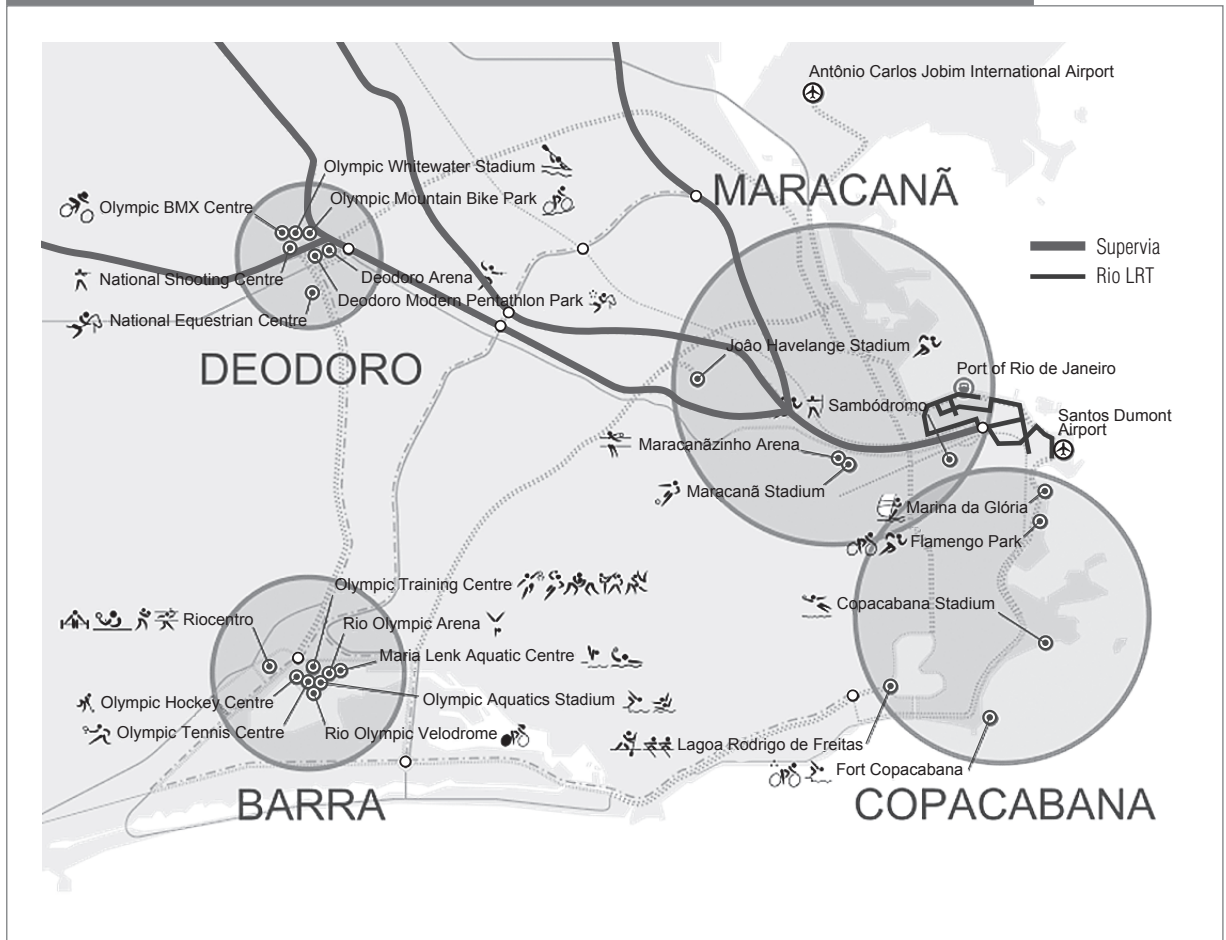 Antônio Carlos Jobim International Airport
Olympic Whitewater Stadium
MARACANÃ
Olympic Mountain Bike Park
Olympic BMX Centre
Supervia
National Shooting Centre
Deodoro Arena
Rio LRT
Deodoro Modern Pentathlon Park
National Equestrian Centre
DEODORO
Joâo Havelange Stadium
Port of Rio de Janeiro
Sambódromo
Santos Dumont
Airport
Maracanãzinho Arena
Maracanã Stadium
Marina da Glória
Flamengo Park
Olympic Training Centre
Copacabana Stadium
Riocentro
Rio Olympic Arena
Maria Lenk Aquatic Centre
Olympic Hockey Centre
Olympic Aquatics Stadium
Olympic Tennis Centre
Rio Olympic Velodrome
Lagoa Rodrigo de Freitas
Fort Copacabana
BARRA
COPACABANA